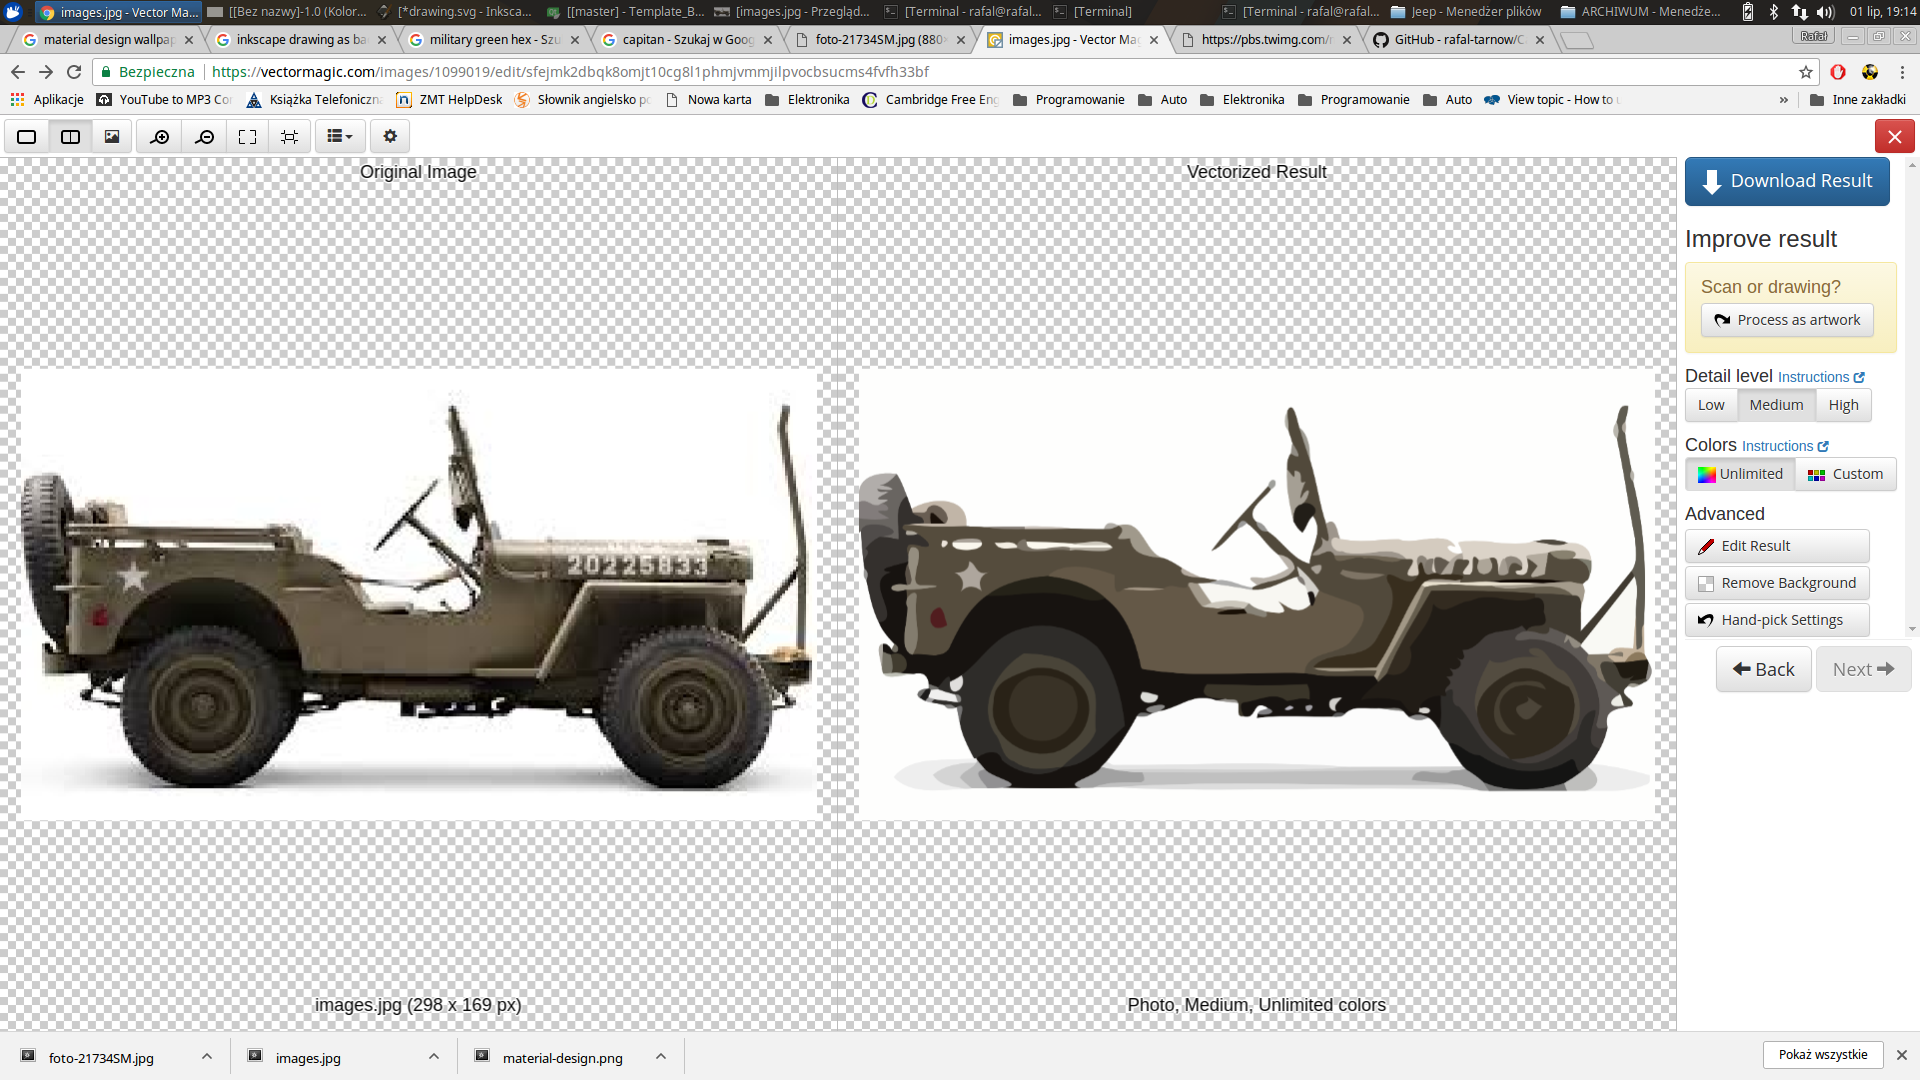 images.jpg - Vector Ma...
[[Bez nazwy]-1.0 (Kolor...
[*drawing.svg - Inksca...
[[master] - Template_B...
[images.jpg - Przegląd...
[Terminal - rafal@rafal...
[Terminal]
[Terminal - rafal@rafal...
Jeep - Menedżer plików
ARCHIWUM - Menedże...
01 lip, 19:14
material design wallpap
inkscape drawing as ba
military green hex - Szu
capitan - Szukaj w Goog
foto-21734SM.jpg (880×
images.jpg - Vector Mag
https://pbs.twimg.com/
GitHub - rafal-tarnow/C
Rafał
Bezpieczna
https://vectormagic.com/images/1099019/edit/sfejmk2dbqk8omjt10cg8l1phmjvmmjilpvocbsucms4fvfh33bf
Aplikacje
YouTube to MP3 Co
Książka Telefoniczn
ZMT HelpDesk
Słownik angielsko po
Nowa karta
Elektronika
Cambridge Free Eng
Programowanie
Auto
Elektronika
Programowanie
Auto
View topic - How to u
»
Inne zakładki
Original Image
Vectorized Result
Download Result
Improve result
Scan or drawing?
Process as artwork
Detail level Instructions
Low Medium High
Colors Instructions
Unlimited Custom
Advanced
Edit Result
Remove Background
Hand-pick Settings
Back Next
20225833
images.jpg (298 x 169 px)
Photo, Medium, Unlimited colors
foto-21734SM.jpg
images.jpg
material-design.png
Pokaż wszystkie